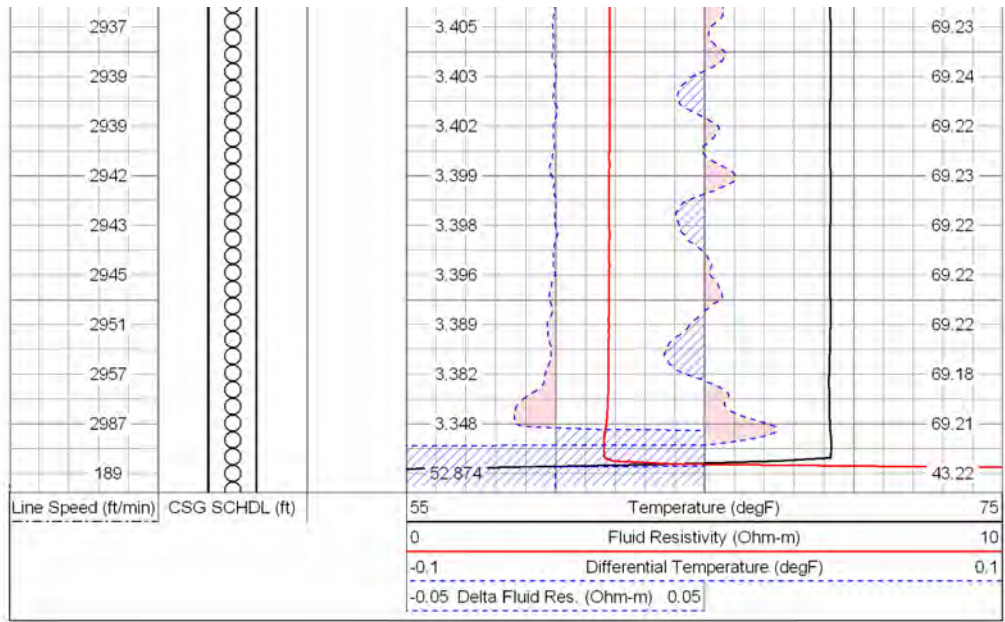 2937 3.405 69.23
2939 3.403 69.24
2939 3.402 69.22
2942 3.399 69.23
2943 3.398 69.22
2945 3.396 69.22
2951 3.389 69.22
2957 3.382 69.18
2987 3.348 69.21
189 52.874 43.22
Line Speed (ft/min) CSG SCHDL (ft) 55 Temperature (degF) 75
0 Fluid Resistivity (Ohm-m) 10
-0.1 Differential Temperature (degF) 0.1
-0.05 Delta Fluid Res. (Ohm-m) 0.05